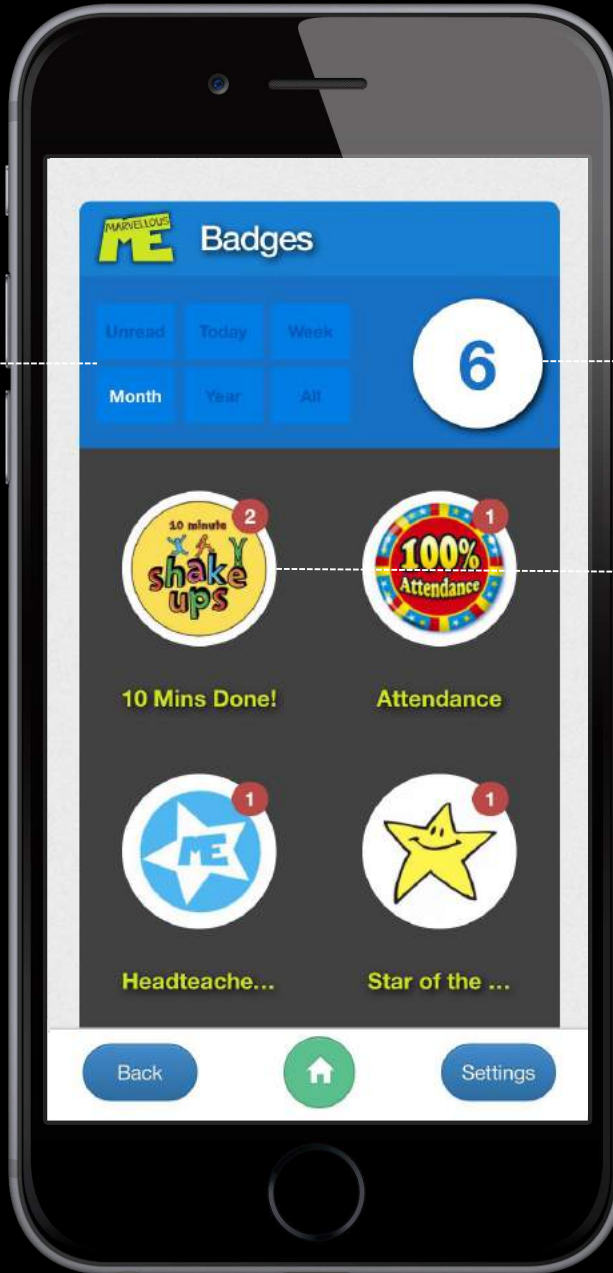 MARVELLOUS
ME
Badges
Unread Today Week
6
Month Year All
10 minute
shake
ups
2
100%
Attendance
1
10 Mins Done!
Attendance
ME
1
1
Headteache...
Star of the ...
Back
Settings